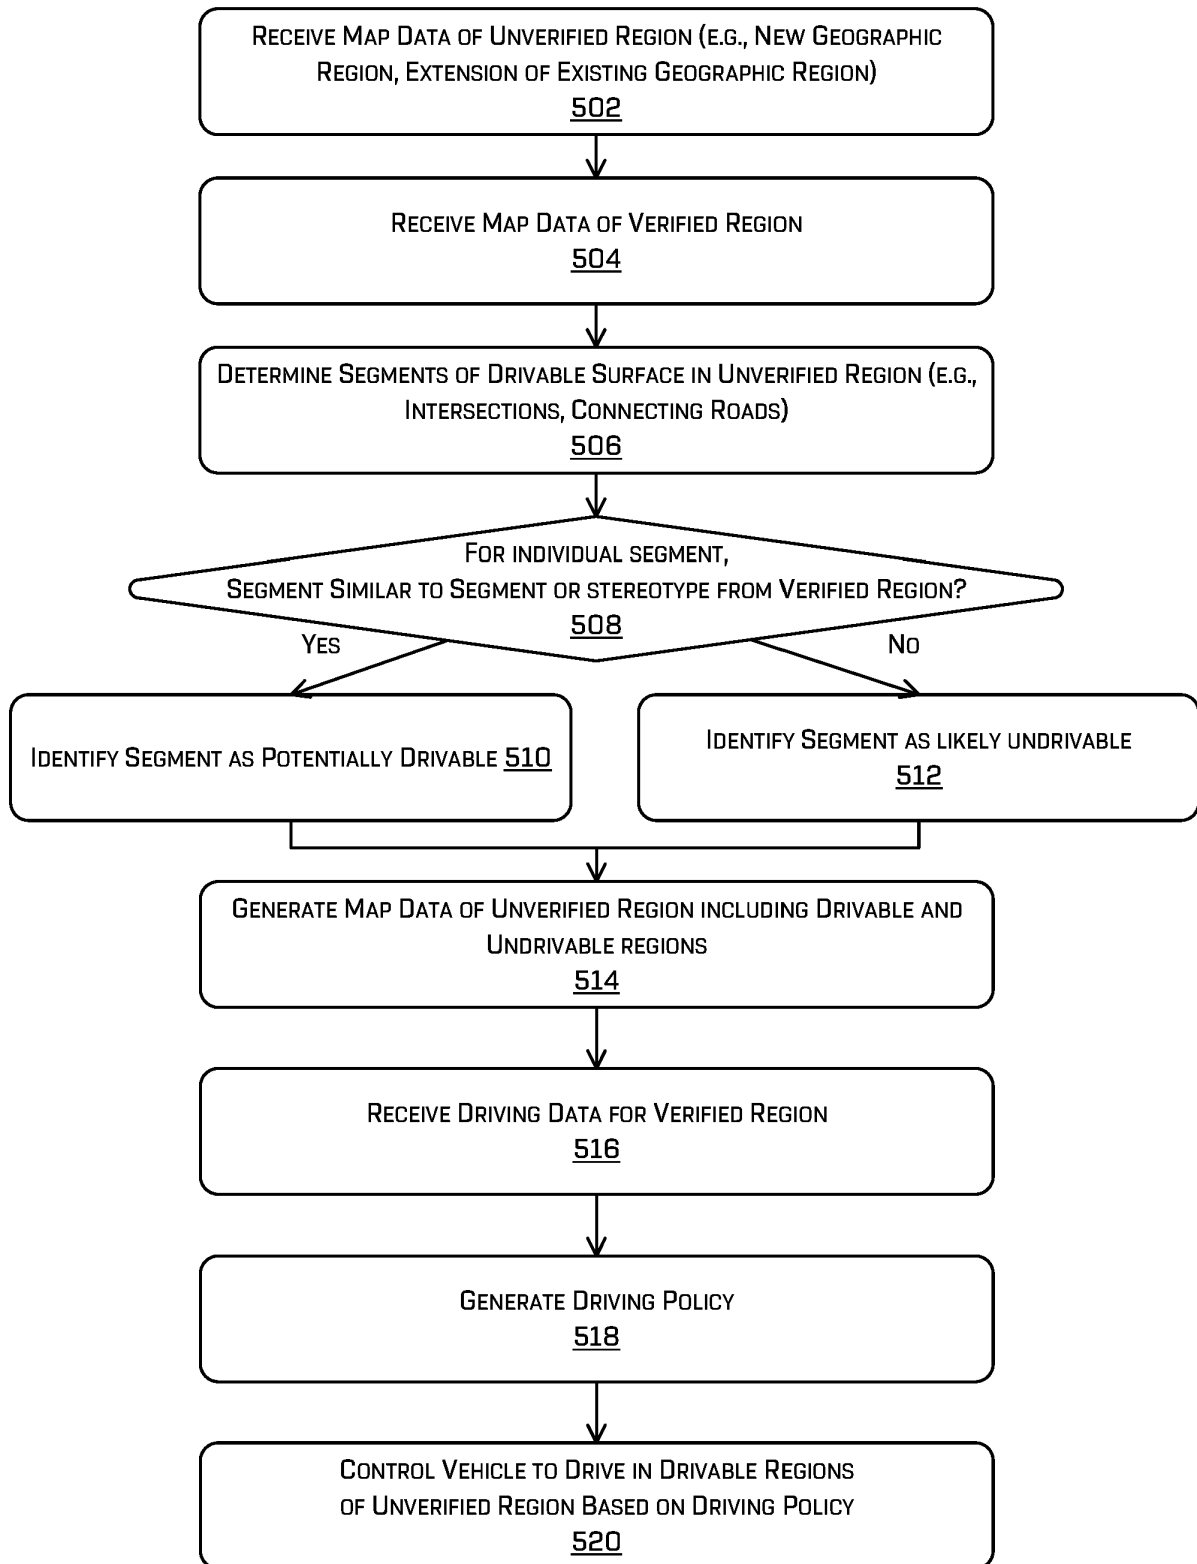 Receive Map Data of Unverified Region (e.g., New Geographic
Region, Extension of Existing Geographic Region)
502
Receive Map Data of Verified Region
504
Determine Segments of Drivable Surface in Unverified Region (e.g.,
Intersections, Connecting Roads)
506
For individual segment,
Segment Similar to Segment or stereotype from Verified Region?
508
Yes
No
Identify Segment as Potentially Drivable 510
Identify Segment as likely undrivable
512
Generate Map Data of Unverified Region including Drivable and
Undrivable regions
514
Receive Driving Data for Verified Region
516
Generate Driving Policy
518
Control Vehicle to Drive in Drivable Regions
of Unverified Region Based on Driving Policy
520